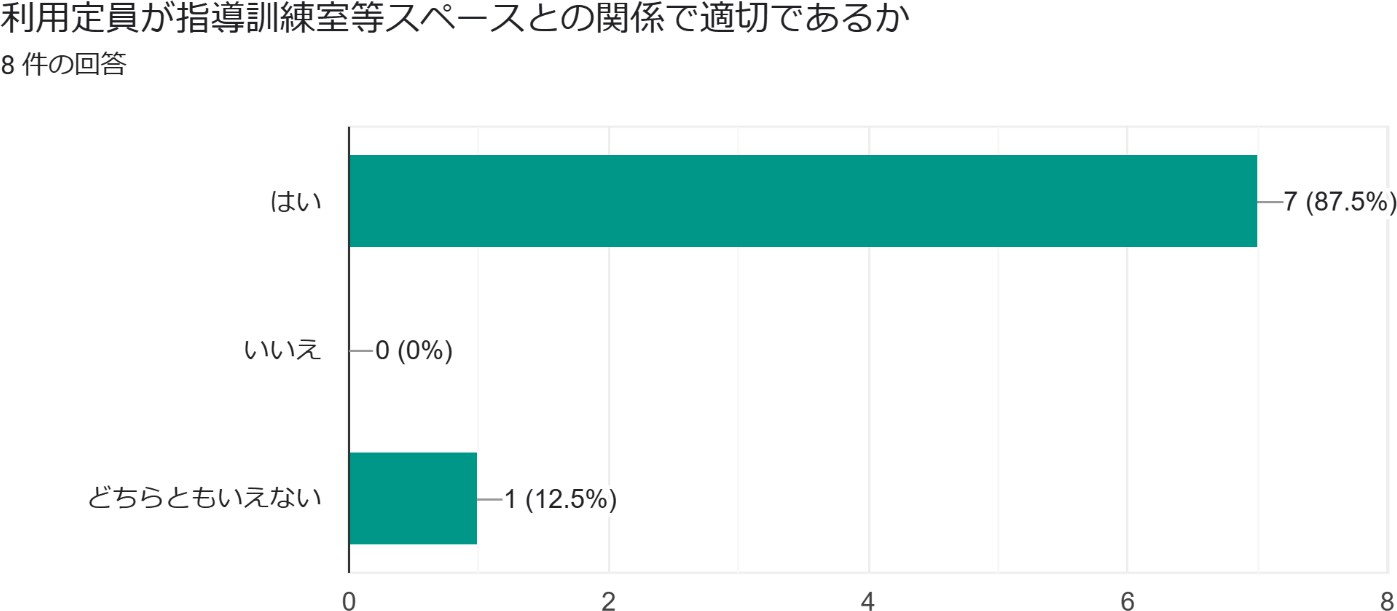 利用定員が指導訓練室等スペースとの関係で適切であるか
8 件の回答
はい
7 (87.5%)
いいえ
0 (0%)
どちらともいえない
1 (12.5%)
0 2 4 6 8